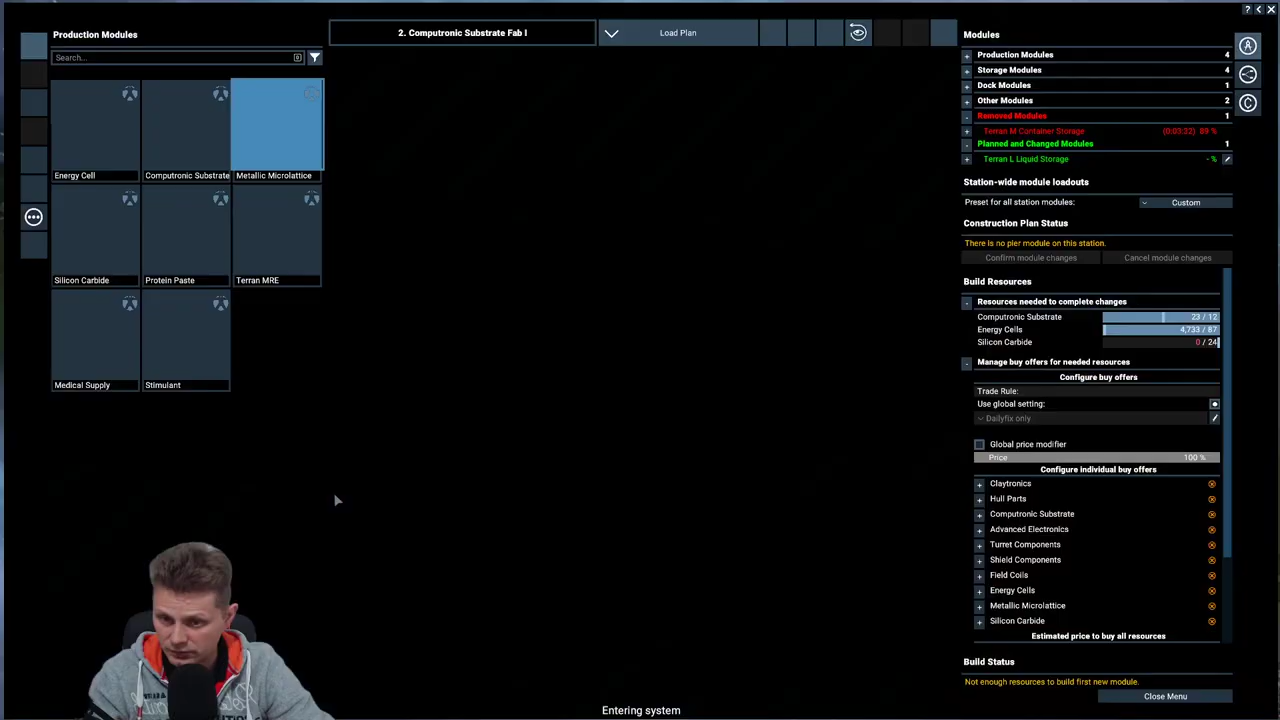 Production Modules
Search...
Energy Cell
Computronic Substrate
Metallic Microlattice
Silicon Carbide
Protein Paste
Terran MRE
Medical Supply
Stimulant
2. Computronic Substrate Fab I
Load Plan
Entering system
Modules
Production Modules 4
Storage Modules 4
Dock Modules 1
Other Modules 2
Removed Modules 1
Terran M Container Storage (0:03:32) 89 %
Planned and Changed Modules 1
Terran L Liquid Storage - %
Station-wide module loadouts
Preset for all station modules: Custom
Construction Plan Status
There is no pier module on this station.
Confirm module changes Cancel module changes
Build Resources
Resources needed to complete changes
Computronic Substrate 23 / 12
Energy Cells 4,733 / 87
Silicon Carbide 0 / 24
Manage buy offers for needed resources
Configure buy offers
Trade Rule:
Use global setting:
Dailyfix only
Global price modifier
Price 100 %
Configure individual buy offers
Claytronics
Hull Parts
Computronic Substrate
Advanced Electronics
Turret Components
Shield Components
Field Coils
Energy Cells
Metallic Microlattice
Silicon Carbide
Estimated price to buy all resources
Build Status
Not enough resources to build first new module.
Close Menu